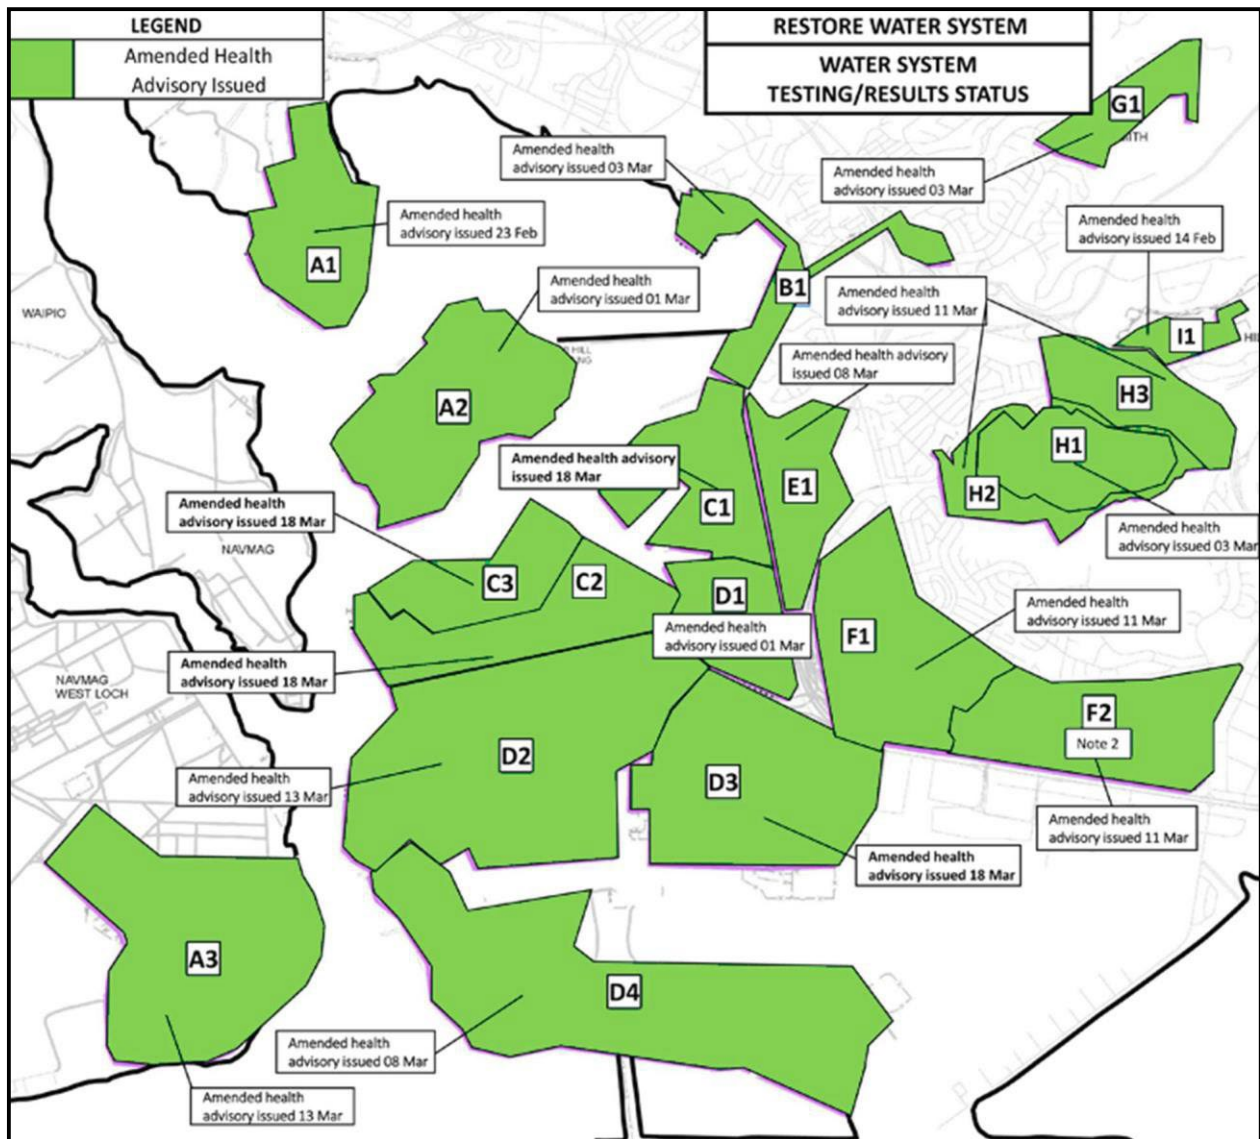 LEGEND
Amended Health
Advisory Issued
RESTORE WATER SYSTEM
WATER SYSTEM
TESTING/RESULTS STATUS
G1
Amended health
advisory issued 03 Mar
Amended health
advisory issued 03 Mar
Amended health
advisory issued 23 Feb
A1
Amended health
advisory issued 14 Feb
Amended health
advisory issued 01 Mar
B1
Amended health
advisory issued 11 Mar
WAIPIO
I1
Amended health advisory
issued 08 Mar
A2
H3
H1
Amended health advisory
issued 18 Mar
E1
H2
C1
Amended health
advisory issued 18 Mar
Amended health
advisory issued 03 Mar
NAVMAG
C3
C2
D1
Amended health
advisory issued 01 Mar
F1
Amended health
advisory issued 11 Mar
Amended health
advisory issued 18 Mar
NAVMAG
WEST LOCH
F2
Note 2
D2
D3
Amended health
advisory issued 13 Mar
Amended health
advisory issued 11 Mar
Amended health
advisory issued 18 Mar
A3
D4
Amended health
advisory issued 08 Mar
Amended health
advisory issued 13 Mar